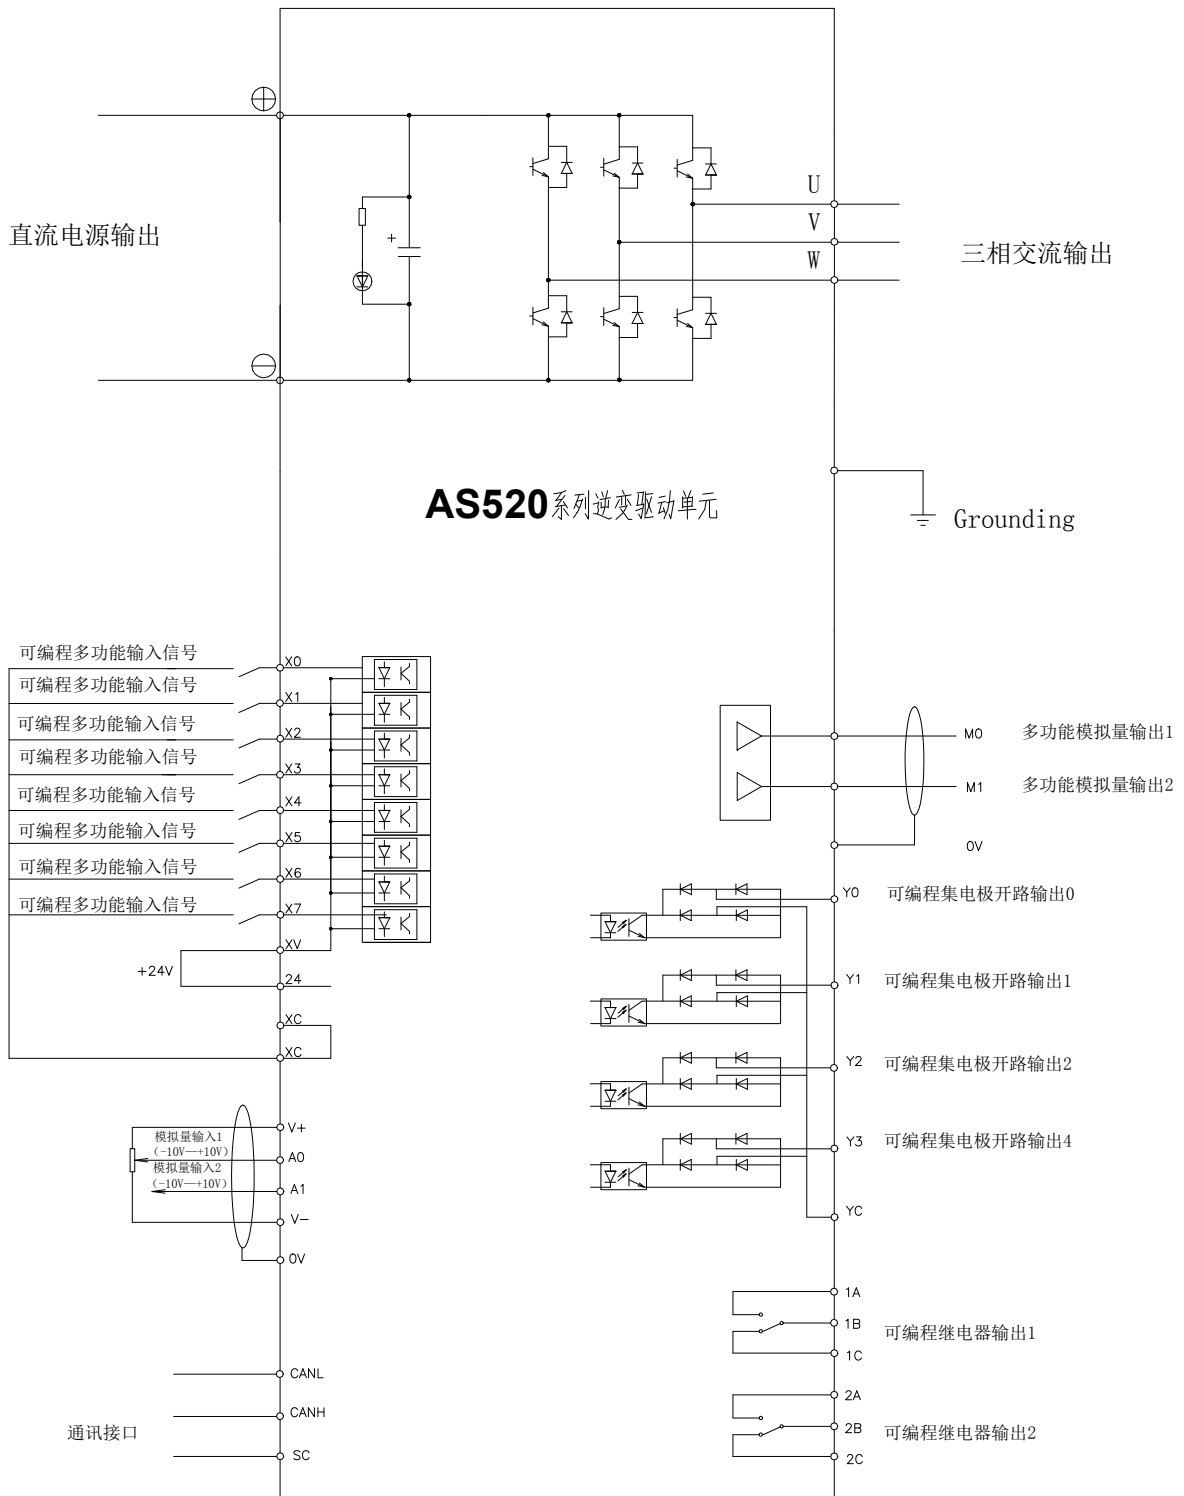 直流电源输出
U
V
W
三相交流输出
AS520系列逆变驱动单元
Grounding
可编程多功能输入信号
X0
可编程多功能输入信号
X1
可编程多功能输入信号
X2
可编程多功能输入信号
X3
可编程多功能输入信号
X4
可编程多功能输入信号
X5
可编程多功能输入信号
X6
可编程多功能输入信号
X7
XV
+24V
24
XC
XC
V+
模拟量输入1
(-10V—+10V)
A0
模拟量输入2
(-10V—+10V)
A1
V-
0V
CANL
CANH
通讯接口
SC
M0 多功能模拟量输出1
M1 多功能模拟量输出2
0V
Y0 可编程集电极开路输出0
Y1 可编程集电极开路输出1
Y2 可编程集电极开路输出2
Y3 可编程集电极开路输出4
YC
1A
1B
可编程继电器输出1
1C
2A
2B
可编程继电器输出2
2C